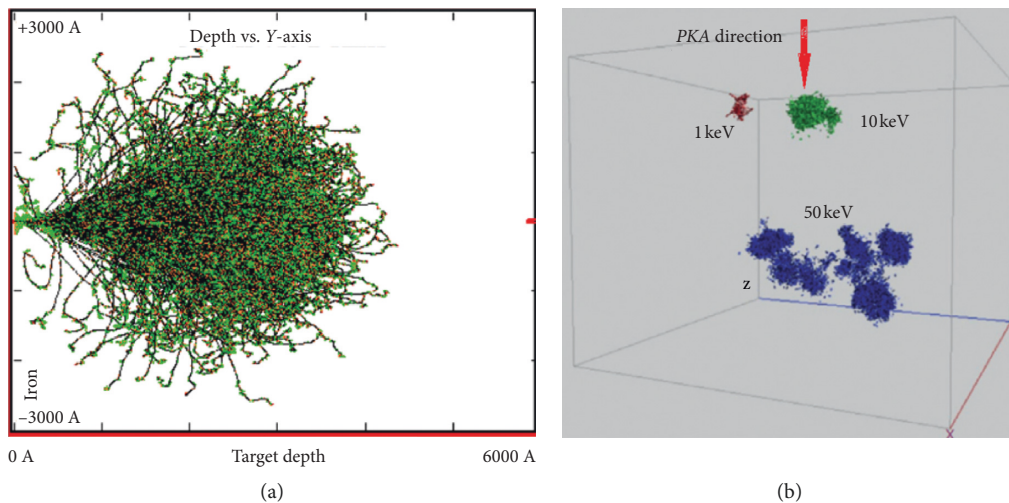 +3000 A
Depth vs. Y-axis
Iron
–3000 A
0 A
Target depth
6000 A
(a)
PKA direction
1 keV
10 keV
50 keV
z
x
(b)